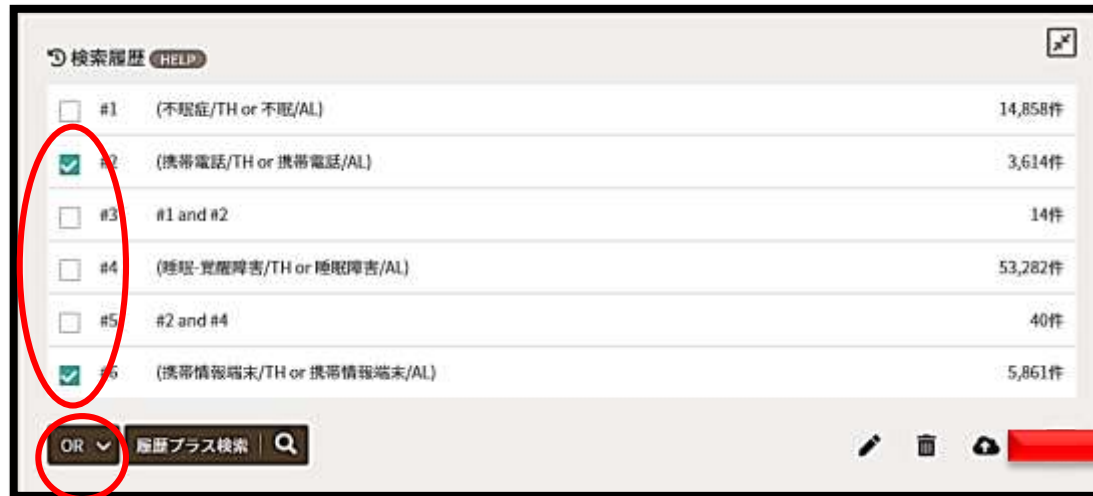 検索履歴 HELP
#1 (不眠症/TH or 不眠/AL) 14,858件
#2 (携帯電話/TH or 携帯電話/AL) 3,614件
#3 #1 and #2 14件
#4 (睡眠-覚醒障害/TH or 睡眠障害/AL) 53,282件
#5 #2 and #4 40件
#6 (携帯情報端末/TH or 携帯情報端末/AL) 5,861件
OR 履歴プラス検索